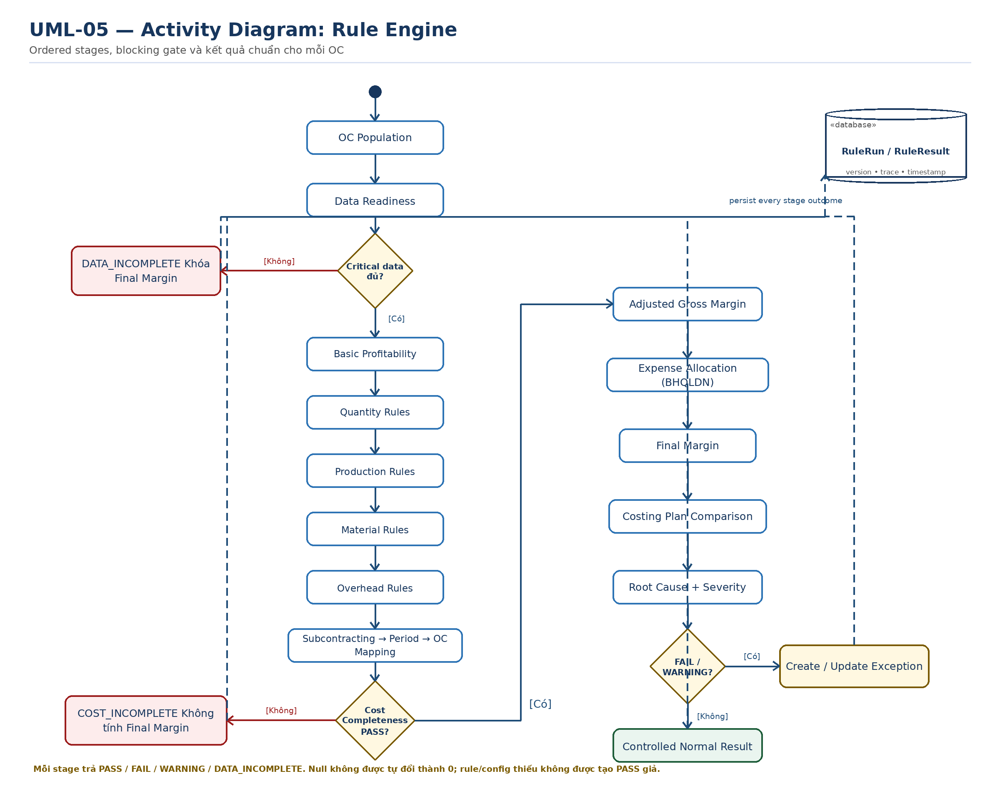 UML-05 — Activity Diagram: Rule Engine
Ordered stages, blocking gate và kết quả chuẩn cho mỗi OC
OC Population
«database»
RuleRun / RuleResult
version • trace • timestamp
Data Readiness
persist every stage outcome
DATA_INCOMPLETE Khóa
Final Margin
[Không]
Critical data
đủ?
[Có]
Basic Profitability
Quantity Rules
Production Rules
Material Rules
Overhead Rules
Subcontracting → Period → OC
Mapping
COST_INCOMPLETE Không
tính Final Margin
[Không]
Cost
Completeness
PASS?
[Có]
Adjusted Gross Margin
Expense Allocation
(BHQLDN)
Final Margin
Costing Plan Comparison
Root Cause + Severity
FAIL /
WARNING?
[Có]
Create / Update Exception
[Không]
Controlled Normal Result
Mỗi stage trả PASS / FAIL / WARNING / DATA_INCOMPLETE. Null không được tự đổi thành 0; rule/config thiếu không được tạo PASS giả.